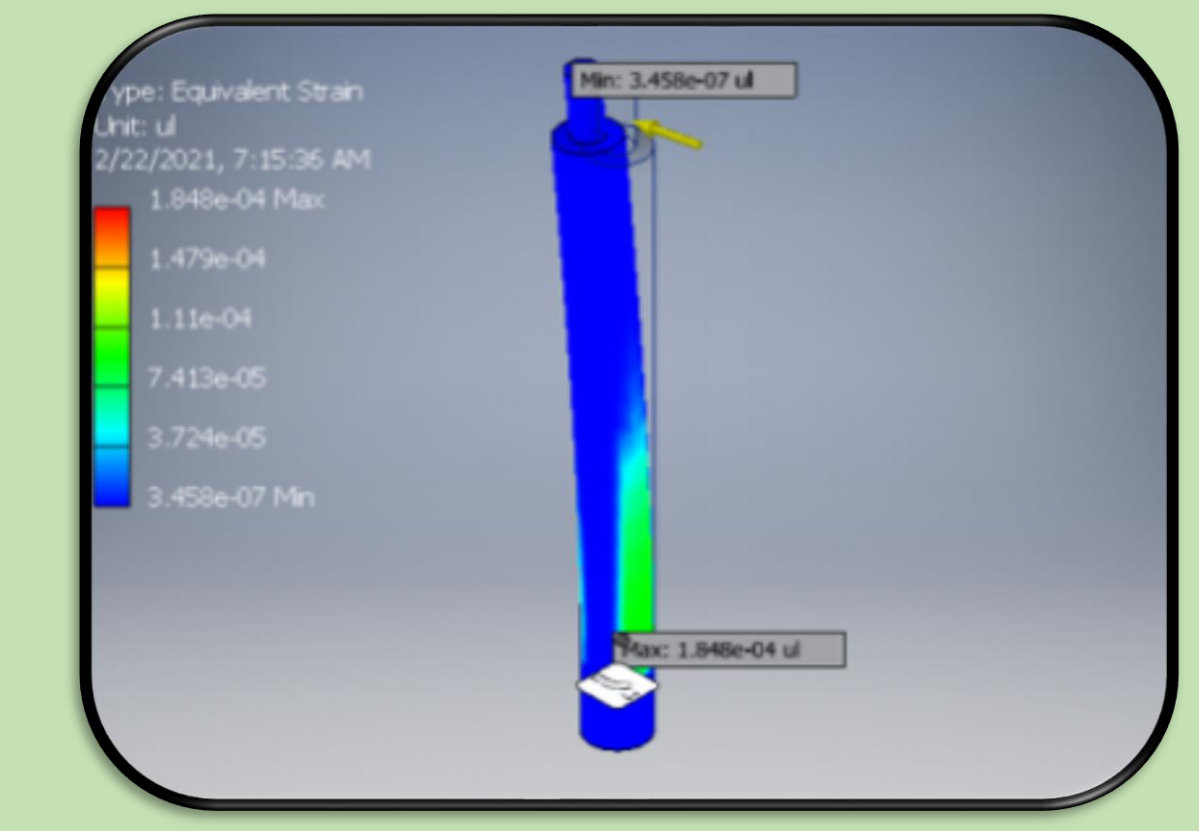 ype: Equivalent Strain
Unit: ul
2/22/2021, 7:15:36 AM
1.848e-04 Max
1.479e-04
1.11e-04
7.413e-05
3.724e-05
3.458e-07 Min
Min: 3.458e-07 ul
Max: 1.848e-04 ul